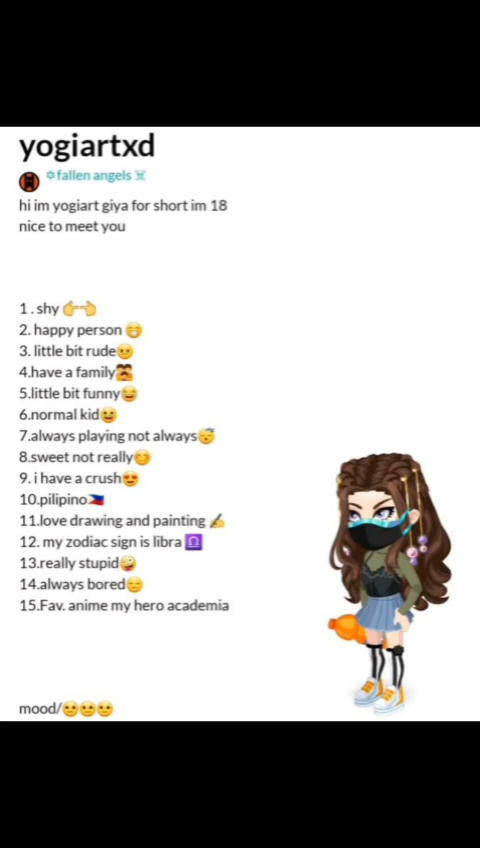 yogiartxd
✡fallen angels☠
hi im yogiart giya for short im 18
nice to meet you
1 . shy 👉👈
2. happy person 😁
3. little bit rude😐
4.have a family👨‍👩‍👧
5.little bit funny😂
6.normal kid😆
7.always playing not always😴
8.sweet not really😊
9. i have a crush😍
10.pilipino🇵🇭
11.love drawing and painting ✍
12. my zodiac sign is libra ♎
13.really stupid🤪
14.always bored😑
15.Fav. anime my hero academia
mood/😐😐😐